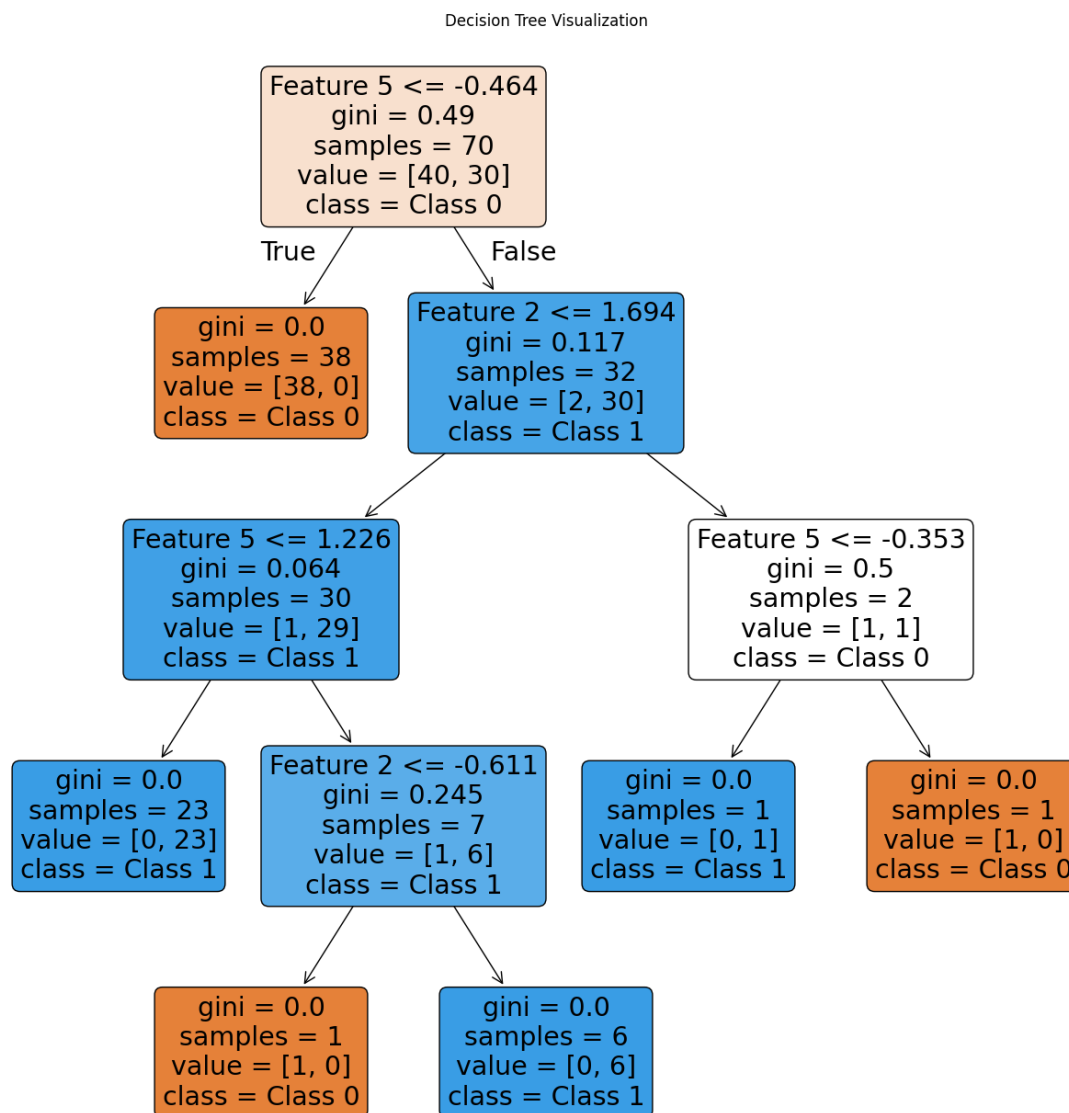 Decision Tree Visualization
Feature 5 <= -0.464
gini = 0.49
samples = 70
value = [40, 30]
class = Class 0
True
False
gini = 0.0
samples = 38
value = [38, 0]
class = Class 0
Feature 2 <= 1.694
gini = 0.117
samples = 32
value = [2, 30]
class = Class 1
Feature 5 <= 1.226
gini = 0.064
samples = 30
value = [1, 29]
class = Class 1
Feature 5 <= -0.353
gini = 0.5
samples = 2
value = [1, 1]
class = Class 0
gini = 0.0
samples = 23
value = [0, 23]
class = Class 1
Feature 2 <= -0.611
gini = 0.245
samples = 7
value = [1, 6]
class = Class 1
gini = 0.0
samples = 1
value = [0, 1]
class = Class 1
gini = 0.0
samples = 1
value = [1, 0]
class = Class 0
gini = 0.0
samples = 1
value = [1, 0]
class = Class 0
gini = 0.0
samples = 6
value = [0, 6]
class = Class 1